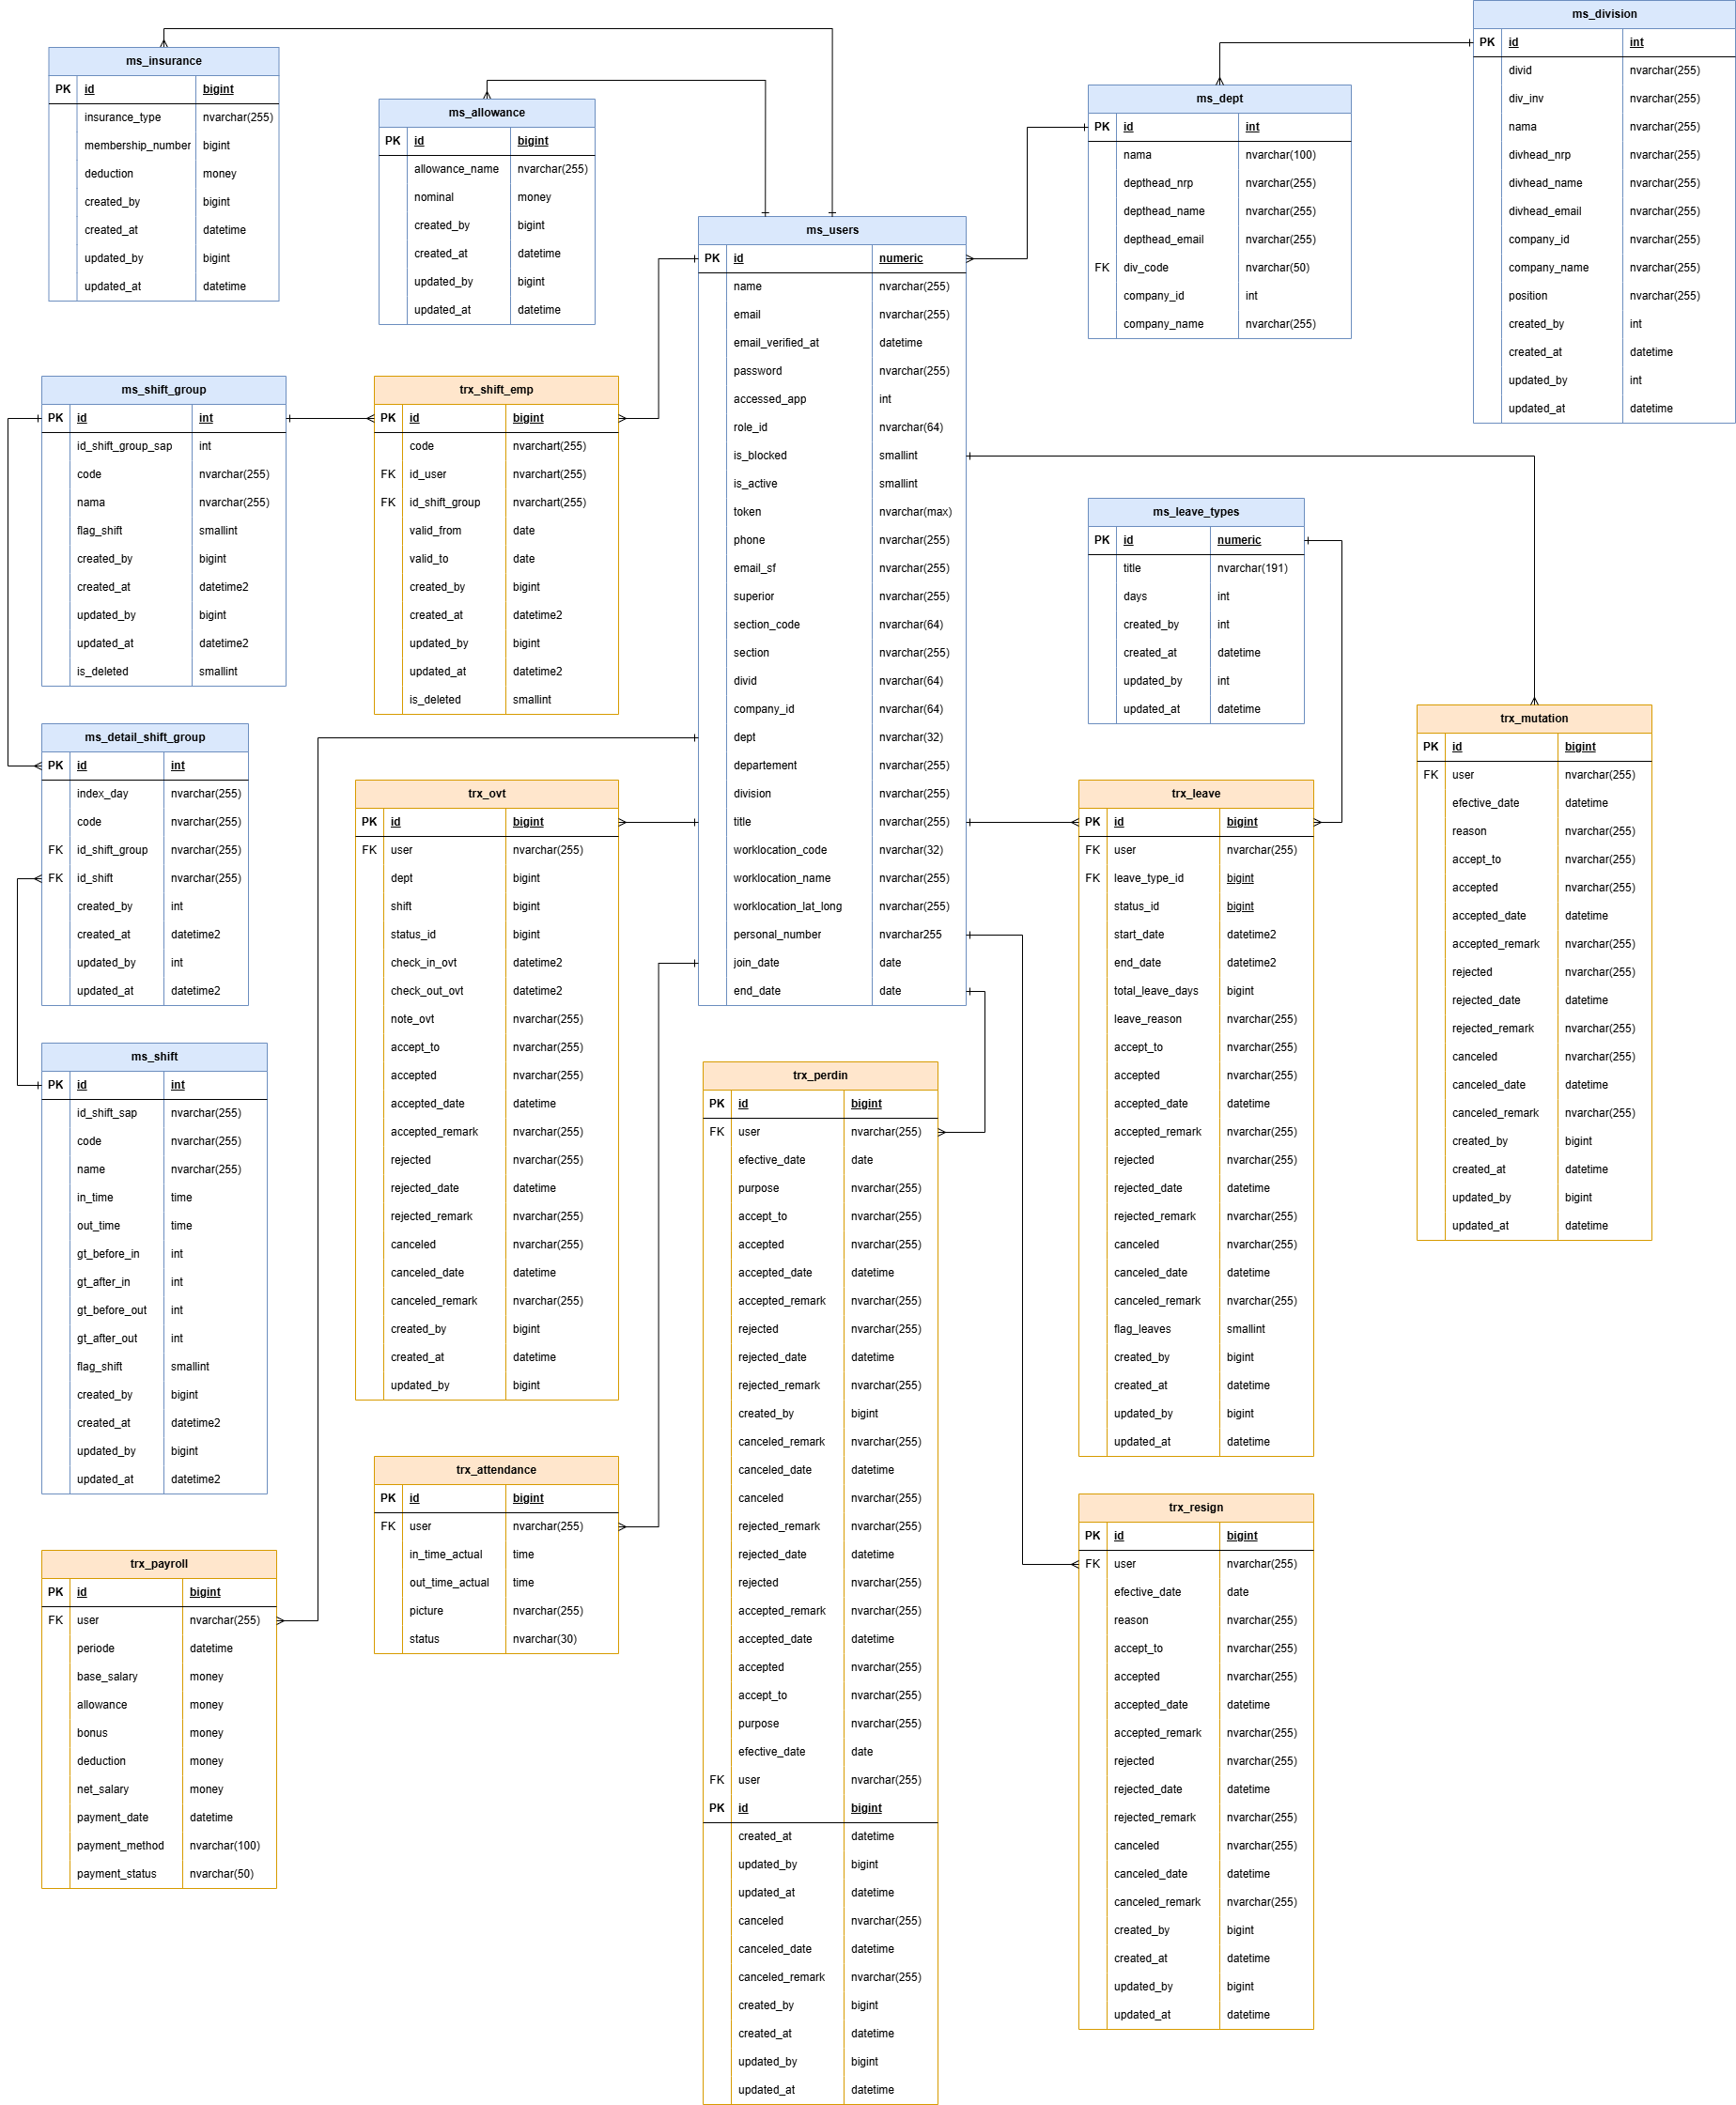 ms_division
PK id int
divid nvarchar(255)
div_inv nvarchar(255)
nama nvarchar(255)
divhead_nrp nvarchar(255)
divhead_name nvarchar(255)
divhead_email nvarchar(255)
company_id nvarchar(255)
company_name nvarchar(255)
position nvarchar(255)
created_by int
created_at datetime
updated_by int
updated_at datetime
ms_insurance
PK id bigint
insurance_type nvarchar(255)
membership_number bigint
deduction money
created_by bigint
created_at datetime
updated_by bigint
updated_at datetime
ms_allowance
PK id bigint
allowance_name nvarchar(255)
nominal money
created_by bigint
created_at datetime
updated_by bigint
updated_at datetime
ms_dept
PK id int
nama nvarchar(100)
depthead_nrp nvarchar(255)
depthead_name nvarchar(255)
depthead_email nvarchar(255)
FK div_code nvarchar(50)
company_id int
company_name nvarchar(255)
ms_users
PK id numeric
name nvarchar(255)
email nvarchar(255)
email_verified_at datetime
password nvarchar(255)
accessed_app int
role_id nvarchar(64)
is_blocked smallint
is_active smallint
token nvarchar(max)
phone nvarchar(255)
email_sf nvarchar(255)
superior nvarchar(255)
section_code nvarchar(64)
section nvarchar(255)
divid nvarchar(64)
company_id nvarchar(64)
dept nvarchar(32)
departement nvarchar(255)
division nvarchar(255)
title nvarchar(255)
worklocation_code nvarchar(32)
worklocation_name nvarchar(255)
worklocation_lat_long nvarchar(255)
personal_number nvarchar255
join_date date
end_date date
ms_shift_group
PK id int
id_shift_group_sap int
code nvarchar(255)
nama nvarchar(255)
flag_shift smallint
created_by bigint
created_at datetime2
updated_by bigint
updated_at datetime2
is_deleted smallint
trx_shift_emp
PK id bigint
code nvarchart(255)
FK id_user nvarchart(255)
FK id_shift_group nvarchart(255)
valid_from date
valid_to date
created_by bigint
created_at datetime2
updated_by bigint
updated_at datetime2
is_deleted smallint
ms_leave_types
PK id numeric
title nvarchar(191)
days int
created_by int
created_at datetime
updated_by int
updated_at datetime
trx_mutation
PK id bigint
FK user nvarchar(255)
efective_date datetime
reason nvarchar(255)
accept_to nvarchar(255)
accepted nvarchar(255)
accepted_date datetime
accepted_remark nvarchar(255)
rejected nvarchar(255)
rejected_date datetime
rejected_remark nvarchar(255)
canceled nvarchar(255)
canceled_date datetime
canceled_remark nvarchar(255)
created_by bigint
created_at datetime
updated_by bigint
updated_at datetime
ms_detail_shift_group
PK id int
index_day nvarchar(255)
code nvarchar(255)
FK id_shift_group nvarchar(255)
FK id_shift nvarchar(255)
created_by int
created_at datetime2
updated_by int
updated_at datetime2
trx_ovt
PK id bigint
FK user nvarchar(255)
dept bigint
shift bigint
status_id bigint
check_in_ovt datetime2
check_out_ovt datetime2
note_ovt nvarchar(255)
accept_to nvarchar(255)
accepted nvarchar(255)
accepted_date datetime
accepted_remark nvarchar(255)
rejected nvarchar(255)
rejected_date datetime
rejected_remark nvarchar(255)
canceled nvarchar(255)
canceled_date datetime
canceled_remark nvarchar(255)
created_by bigint
created_at datetime
updated_by bigint
trx_leave
PK id bigint
FK user nvarchar(255)
FK leave_type_id bigint
status_id bigint
start_date datetime2
end_date datetime2
total_leave_days bigint
leave_reason nvarchar(255)
accept_to nvarchar(255)
accepted nvarchar(255)
accepted_date datetime
accepted_remark nvarchar(255)
rejected nvarchar(255)
rejected_date datetime
rejected_remark nvarchar(255)
canceled nvarchar(255)
canceled_date datetime
canceled_remark nvarchar(255)
flag_leaves smallint
created_by bigint
created_at datetime
updated_by bigint
updated_at datetime
ms_shift
PK id int
id_shift_sap nvarchar(255)
code nvarchar(255)
name nvarchar(255)
in_time time
out_time time
gt_before_in int
gt_after_in int
gt_before_out int
gt_after_out int
flag_shift smallint
created_by bigint
created_at datetime2
updated_by bigint
updated_at datetime2
trx_perdin
PK id bigint
FK user nvarchar(255)
efective_date date
purpose nvarchar(255)
accept_to nvarchar(255)
accepted nvarchar(255)
accepted_date datetime
accepted_remark nvarchar(255)
rejected nvarchar(255)
rejected_date datetime
rejected_remark nvarchar(255)
created_by bigint
canceled_remark nvarchar(255)
canceled_date datetime
canceled nvarchar(255)
rejected_remark nvarchar(255)
rejected_date datetime
rejected nvarchar(255)
accepted_remark nvarchar(255)
accepted_date datetime
accepted nvarchar(255)
accept_to nvarchar(255)
purpose nvarchar(255)
efective_date date
FK user nvarchar(255)
PK id bigint
created_at datetime
updated_by bigint
updated_at datetime
canceled nvarchar(255)
canceled_date datetime
canceled_remark nvarchar(255)
created_by bigint
created_at datetime
updated_by bigint
updated_at datetime
trx_attendance
PK id bigint
FK user nvarchar(255)
in_time_actual time
out_time_actual time
picture nvarchar(255)
status nvarchar(30)
trx_resign
PK id bigint
FK user nvarchar(255)
efective_date date
reason nvarchar(255)
accept_to nvarchar(255)
accepted nvarchar(255)
accepted_date datetime
accepted_remark nvarchar(255)
rejected nvarchar(255)
rejected_date datetime
rejected_remark nvarchar(255)
canceled nvarchar(255)
canceled_date datetime
canceled_remark nvarchar(255)
created_by bigint
created_at datetime
updated_by bigint
updated_at datetime
trx_payroll
PK id bigint
FK user nvarchar(255)
periode datetime
base_salary money
allowance money
bonus money
deduction money
net_salary money
payment_date datetime
payment_method nvarchar(100)
payment_status nvarchar(50)